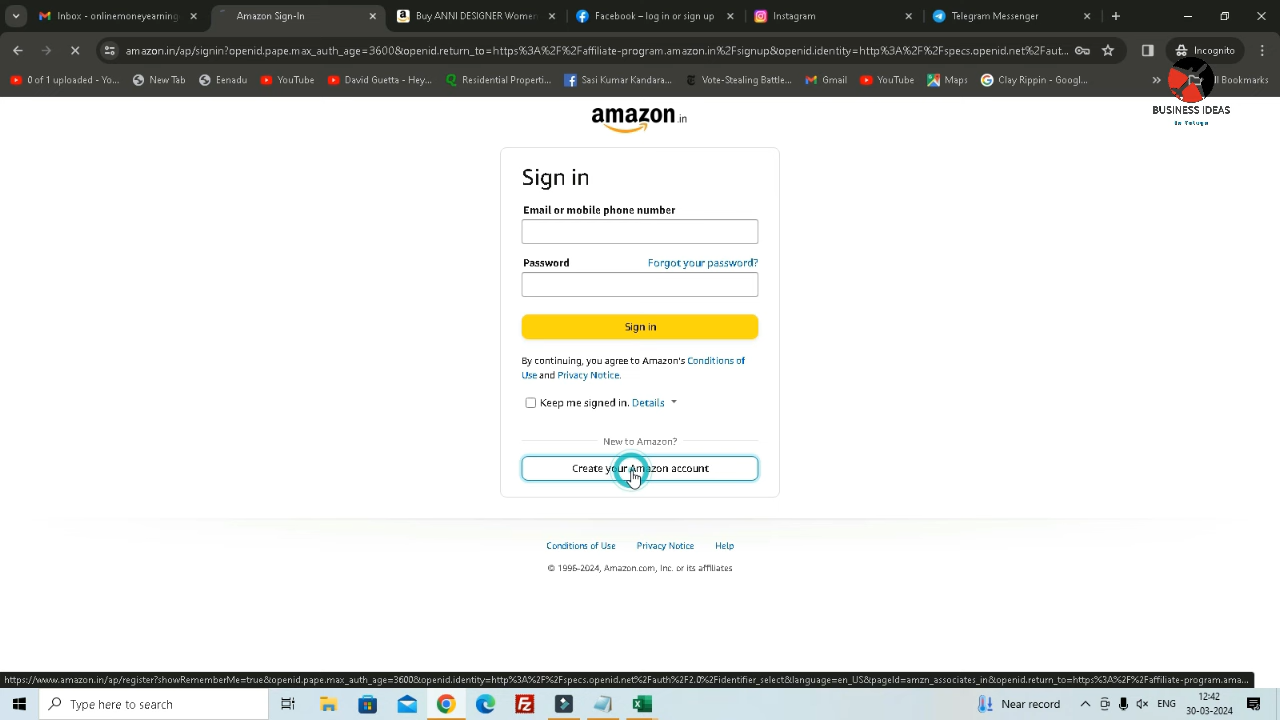 Inbox - onlinemoneyearning
Amazon Sign-In
Buy ANNI DESIGNER Women
Facebook – log in or sign up
Instagram
Telegram Messenger
amazon.in/ap/signin?openid.pape.max_auth_age=3600&openid.return_to=https%3A%2F%2Faffiliate-program.amazon.in%2Fsignup&openidentity=http%3A%2F%2Fspecs.openid.net%2Faut...
Incognito
0 of 1 uploaded - Yo...
New Tab
Eenadu
YouTube
David Guetta - Hey...
Residential Properti...
Sasi Kumar Kandara...
Vote-Stealing Battle...
Gmail
YouTube
Maps
Clay Rippin - Googl...
ll Bookmarks
BUSINESS IDEAS
In Telugu
amazon.in
Sign in
Email or mobile phone number
Password Forgot your password?
Sign in
By continuing, you agree to Amazon's Conditions of
Use and Privacy Notice.
Keep me signed in. Details
New to Amazon?
Create your Amazon account
Conditions of Use Privacy Notice Help
© 1996-2024, Amazon.com, Inc. or its affiliates
https://www.amazon.in/ap/register?showRememberMe=true&openid.pape.max_auth_age=3600&openid.identity=http%3A%2F%2Fspecs.openid.net%2Fauth%2F2.0%2Fidentifier_select&language=en_US&pageId=amzn_associates_in&openid.return_to=https%3A%2F%2Faffiliate-program.ama...
Type here to search
Near record
ENG
12:42
30-03-2024